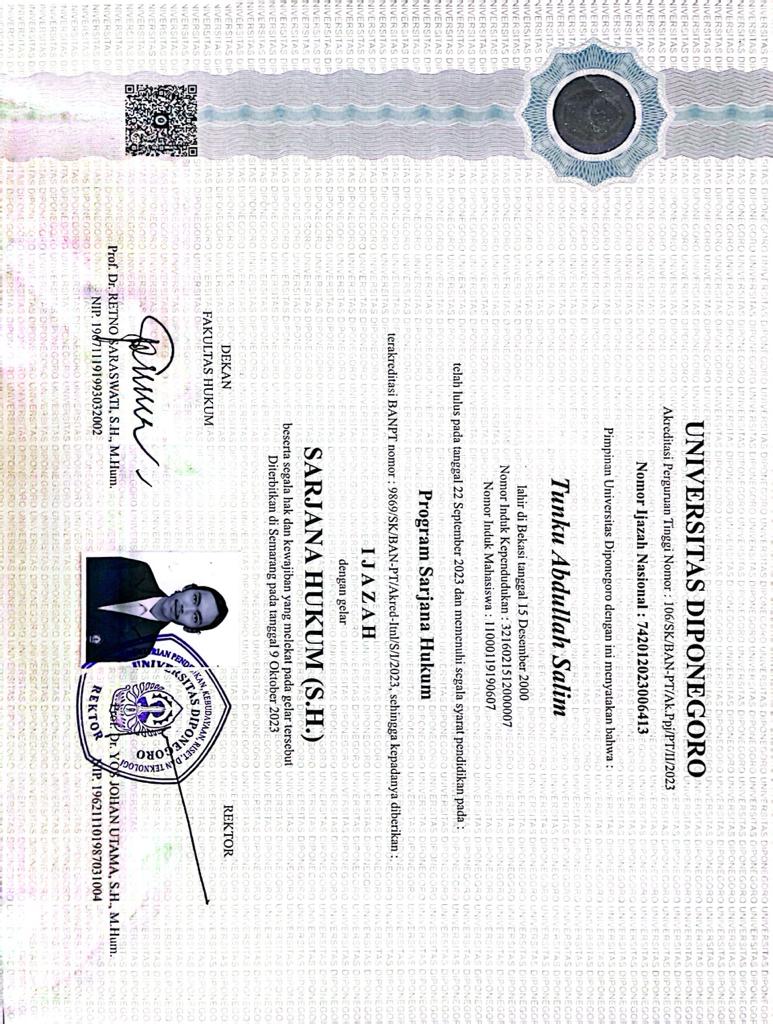 UNIVERSITAS DIPONEGORO
Akreditasi Perguruan Tinggi Nomor : 106/SK/BAN-PT/Ak.Ppj/PT/II/2023
Nomor Ijazah Nasional : 742012023006413
Pimpinan Universitas Diponegoro dengan ini menyatakan bahwa :
Tunku Abdullah Salim
lahir di Bekasi tanggal 15 Desember 2000
Nomor Induk Kependudukan : 3216021512000007
Nomor Induk Mahasiswa : 11000119190607
telah lulus pada tanggal 22 September 2023 dan memenuhi segala syarat pendidikan pada :
Program Sarjana Hukum
terakreditasi BANPT nomor : 9869/SK/BAN-PT/Akred-Itnl/S/I/2023, sehingga kepadanya diberikan :
I J A Z A H
dengan gelar
SARJANA HUKUM (S.H.)
beserta segala hak dan kewajiban yang melekat pada gelar tersebut
Diterbitkan di Semarang pada tanggal 9 Oktober 2023
DEKAN
FAKULTAS HUKUM
Prof. Dr. RETNO SARASWATI, S.H., M.Hum.
NIP. 196711191993032002
REKTOR
Prof. Dr. YOS JOHAN UTAMA, S.H., M.Hum.
NIP. 196211101987031004
KEBUDAYAAN, RISET, DAN TEKNOLOGI
UNIVERSITAS DIPONEGORO
REKTOR